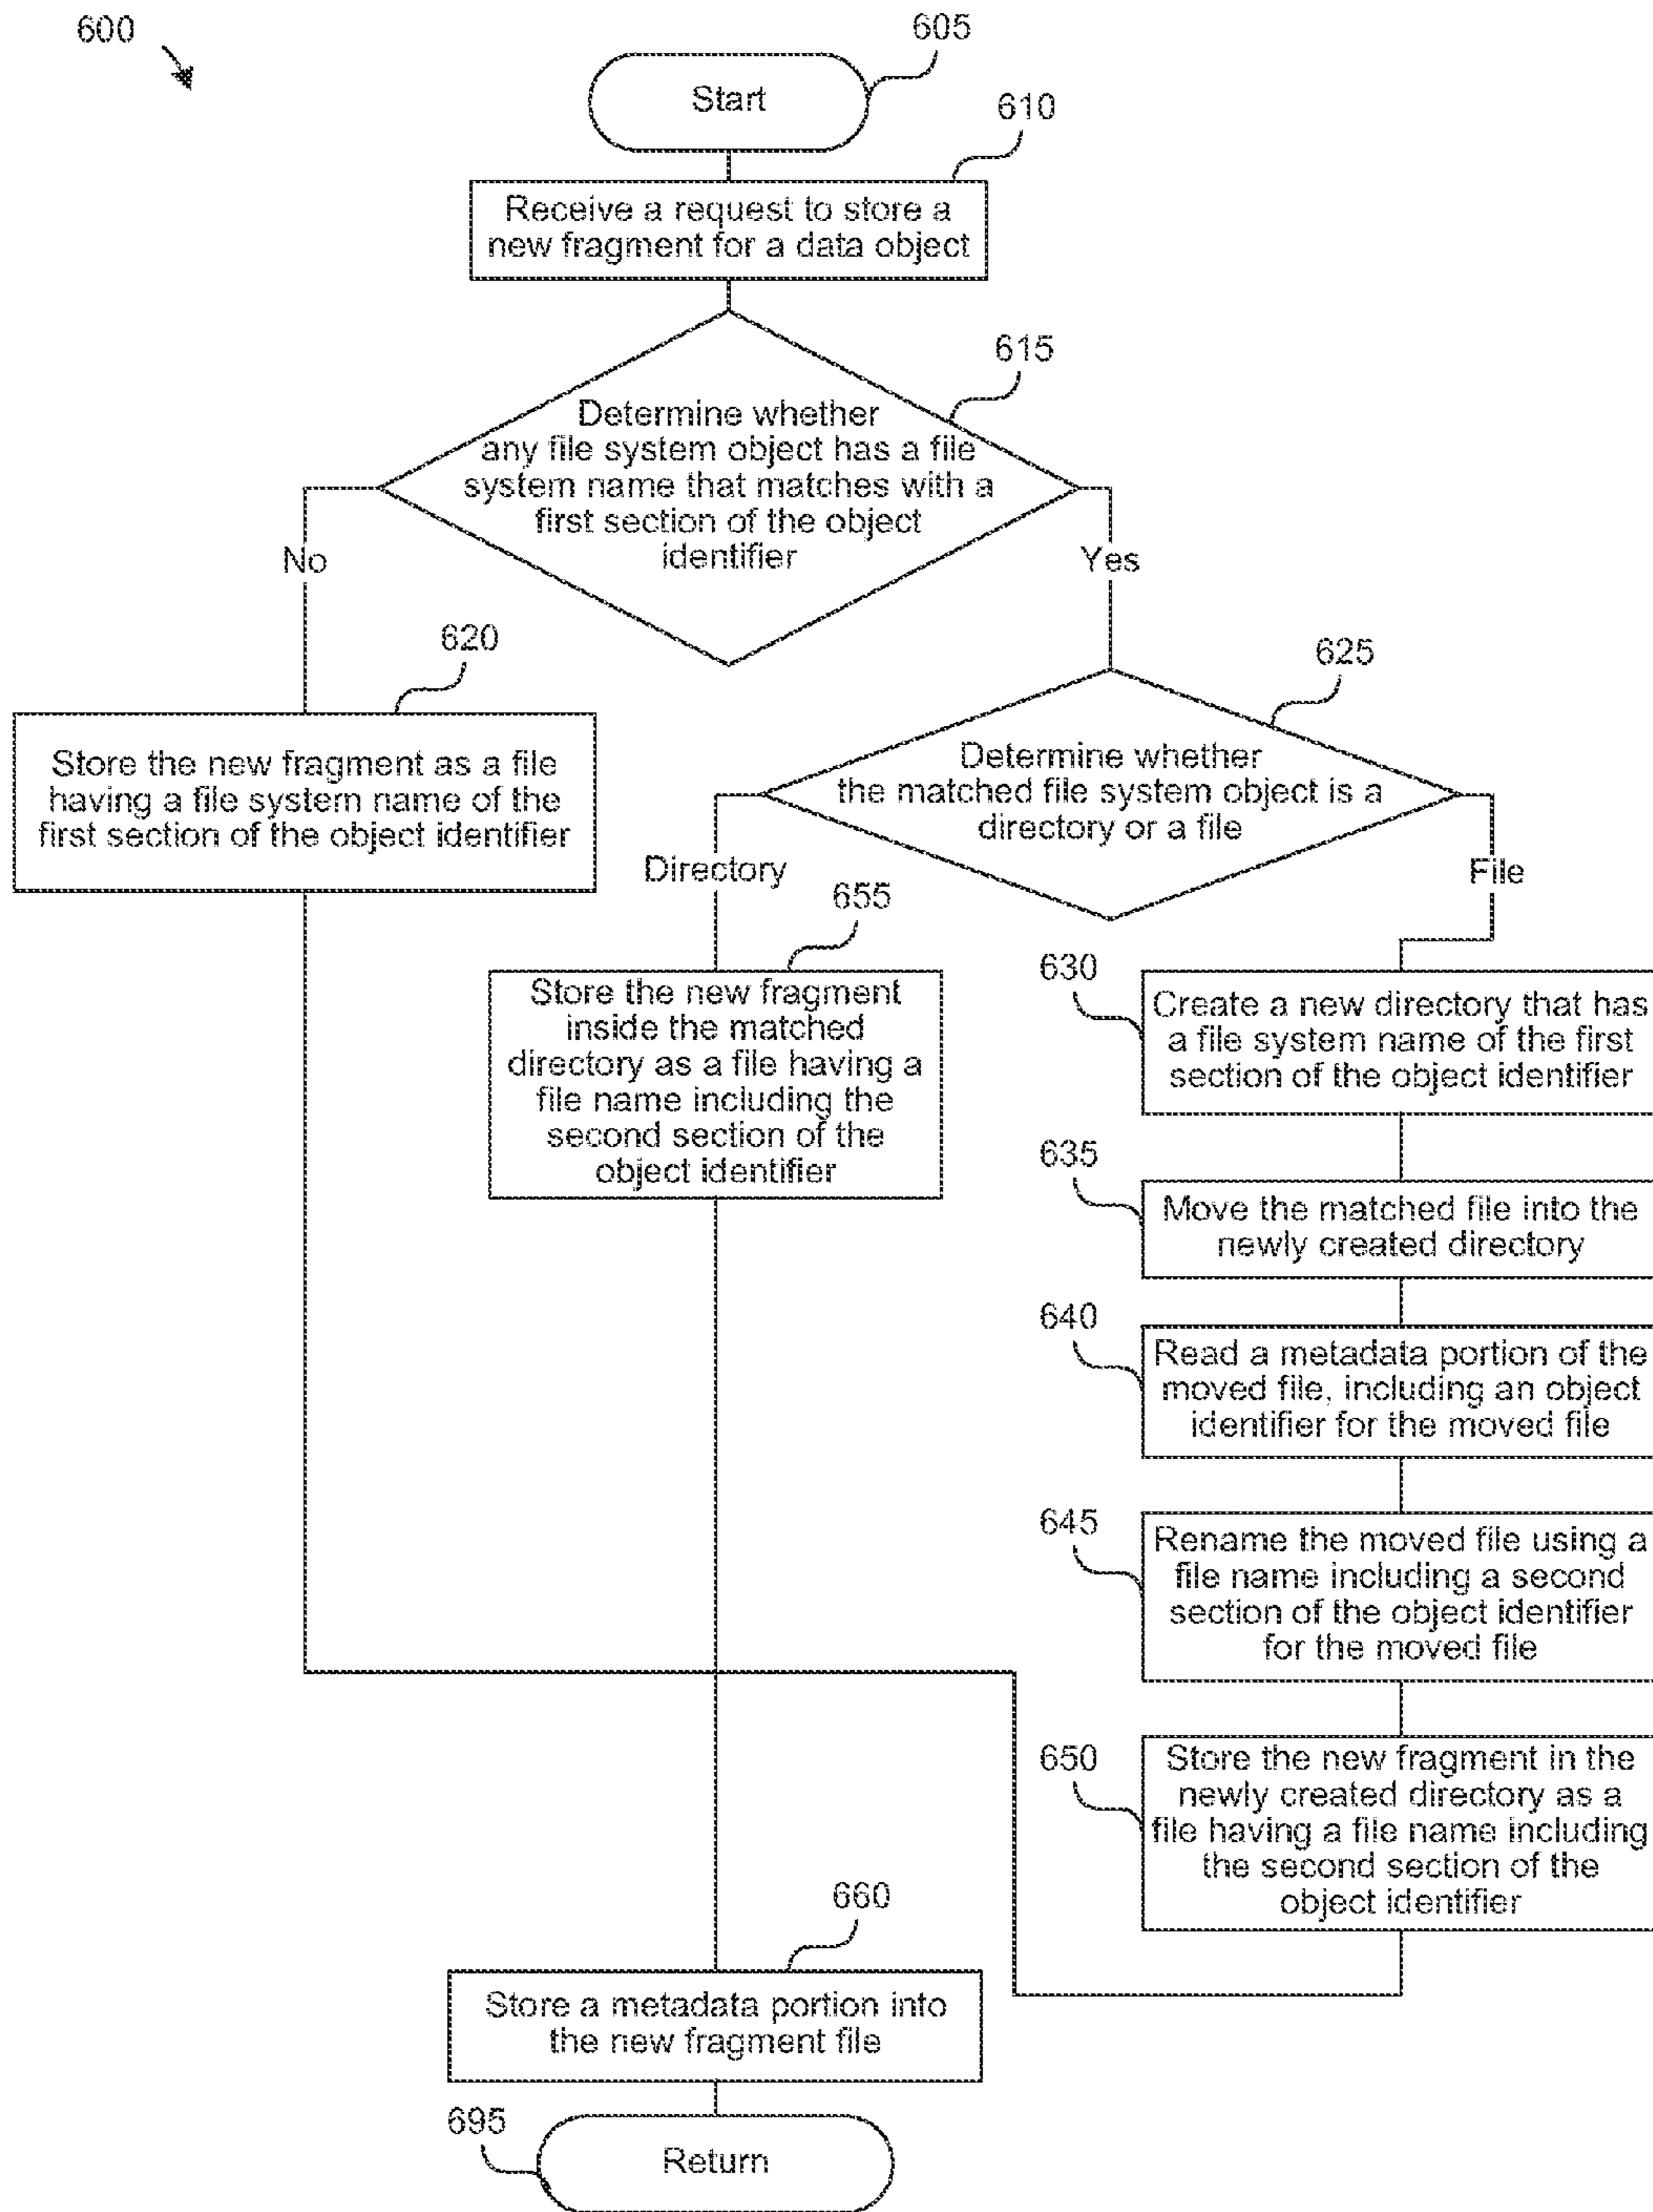 600
605
Start
610
Receive a request to store a
new fragment for a data object
615
Determine whether
any file system object has a file
system name that matches with a
first section of the object
identifier
No
Yes
620
Store the new fragment as a file
having a file system name of the
first section of the object identifier
625
Determine whether
the matched file system object is a
directory or a file
Directory
File
655
Store the new fragment
inside the matched
directory as a file having a
file name including the
second section of the
object identifier
630
Create a new directory that has
a file system name of the first
section of the object identifier
635
Move the matched file into the
newly created directory
640
Read a metadata portion of the
moved file, including an object
identifier for the moved file
645
Rename the moved file using a
file name including a second
section of the object identifier
for the moved file
650
Store the new fragment in the
newly created directory as a
file having a file name including
the second section of the
object identifier
660
Store a metadata portion into
the new fragment file
695
Return